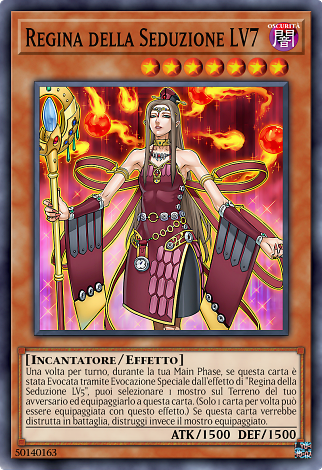 Regina della Seduzione LV7
OSCURITÀ
闇
[Incantatore/Effetto]
Una volta per turno, durante la tua Main Phase, se questa carta è
stata Evocata tramite Evocazione Speciale dall'effetto di "Regina della
Seduzione LV5", puoi selezionare 1 mostro sul Terreno del tuo
avversario ed equipaggiarlo a questa carta. (Solo 1 carta per volta può
essere equipaggiata con questo effetto.) Se questa carta verrebbe
distrutta in battaglia, distruggi invece il mostro equipaggiato.
ATK/1500 DEF/1500
50140163